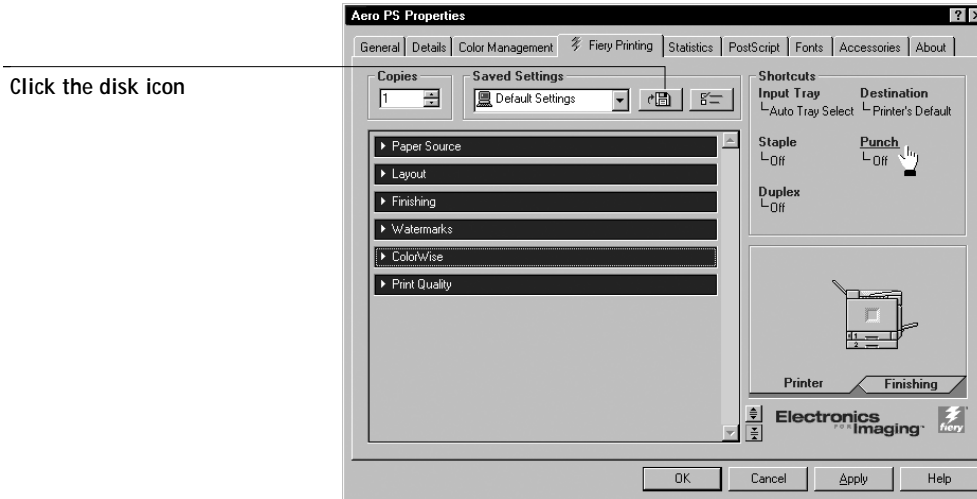 Aero PS Properties
General Details Color Management Fiery Printing Statistics PostScript Fonts Accessories About
Click the disk icon
Copies
1
Saved Settings
Default Settings
Paper Source
Layout
Finishing
Watermarks
ColorWise
Print Quality
Shortcuts
Input Tray Destination
Auto Tray Select Printer's Default
Staple Punch
Off Off
Duplex
Off
1
2
Printer Finishing
Electronics
FOR Imaging
fiery
OK Cancel Apply Help